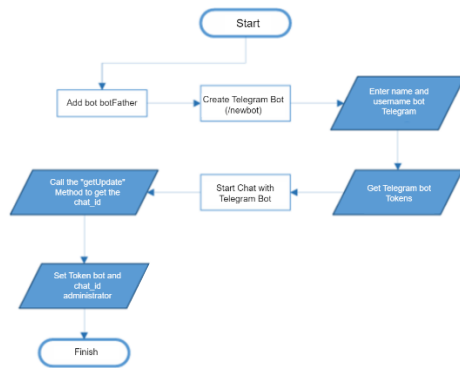 Start
Add bot botFather
Create Telegram Bot
(/newbot)
Enter name and
username bot
Telegram
Get Telegram bot
Tokens
Start Chat with
Telegram Bot
Call the "getUpdate"
Method to get the
chat_id
Set Token bot and
chat_id
administrator
Finish